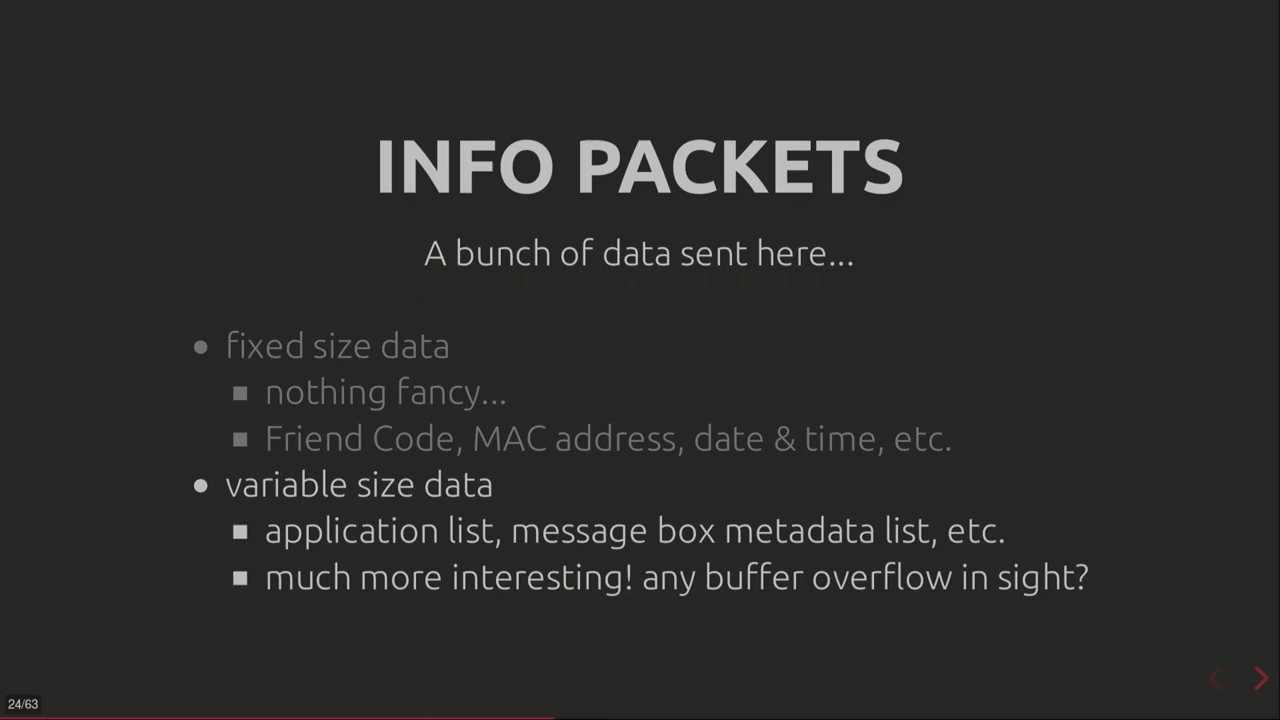 INFO PACKETS
A bunch of data sent here...
fixed size data
nothing fancy...
Friend Code, MAC address, date & time, etc.
variable size data
application list, message box metadata list, etc.
much more interesting! any buffer overflow in sight?
24/63